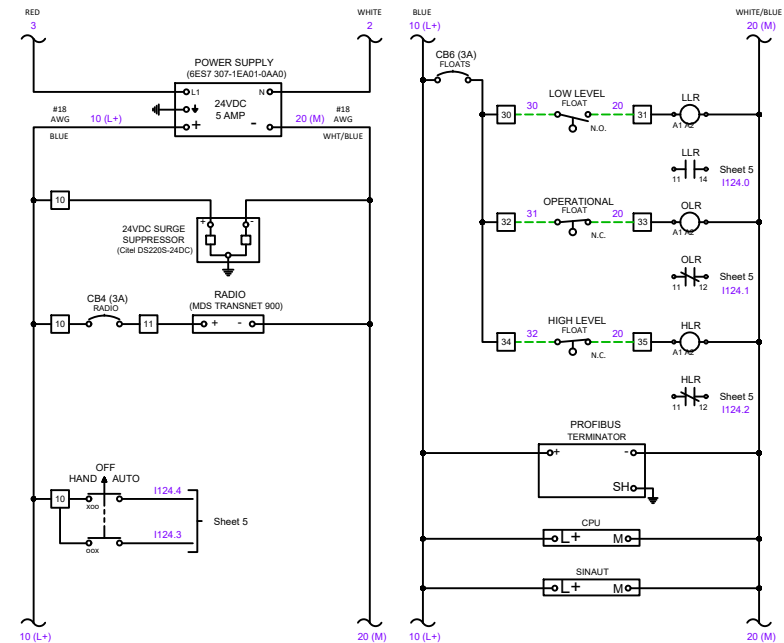 RED
3
WHITE
2
POWER SUPPLY
(6ES7 307-1EA01-0AA0)
L1
N
24VDC
5 AMP
+
-
#18
AWG
10 (L+)
BLUE
20 (M)
#18
AWG
WHT/BLUE
10
24VDC SURGE
SUPPRESSOR
(Citel DS220S-24DC)
+
-
CB4 (3A)
RADIO
RADIO
(MDS TRANSNET 900)
10
11
+
-
OFF
HAND
AUTO
10
XOO
I124.4
OOX
I124.3
Sheet 5
10 (L+)
20 (M)
BLUE
10 (L+)
WHITE/BLUE
20 (M)
CB6 (3A)
FLOATS
LOW LEVEL
FLOAT
30
30
20
31
N.O.
LLR
A1 A2
LLR
11
14
Sheet 5
I124.0
OPERATIONAL
FLOAT
32
31
20
33
N.C.
OLR
A1 A2
OLR
11
12
Sheet 5
I124.1
HIGH LEVEL
FLOAT
34
32
20
35
N.C.
HLR
A1 A2
HLR
11
12
Sheet 5
I124.2
PROFIBUS
TERMINATOR
+
-
SH
CPU
L+
M
SINAUT
L+
M
10 (L+)
20 (M)